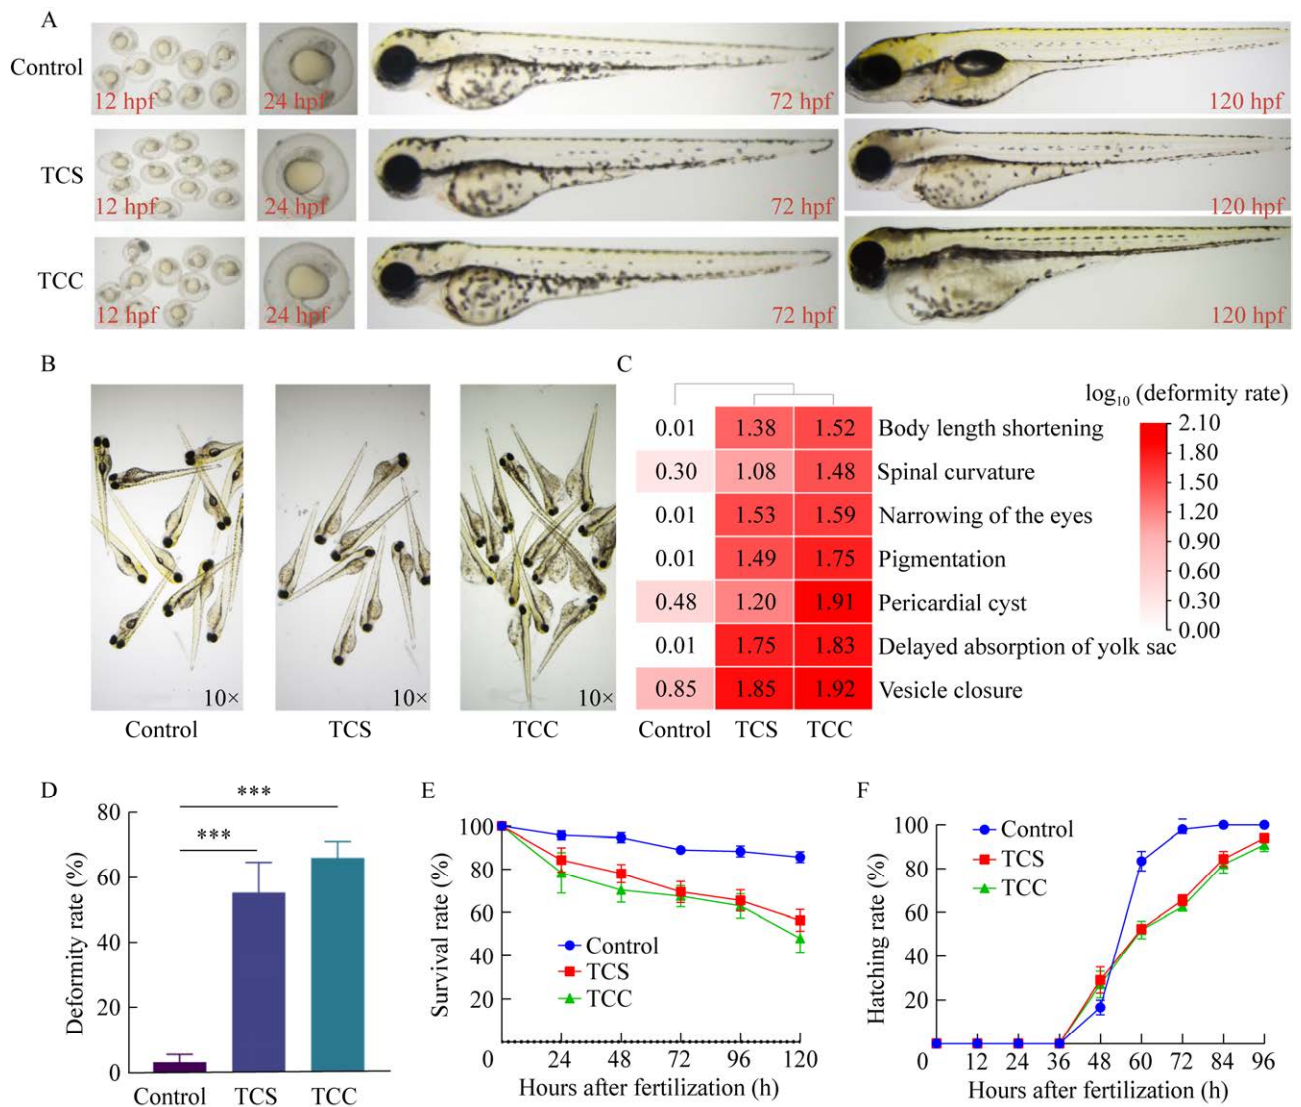 A
Control
12 hpf
24 hpf
72 hpf
120 hpf
TCS
12 hpf
24 hpf
72 hpf
120 hpf
TCC
12 hpf
24 hpf
72 hpf
120 hpf
B
10×
10×
10×
Control
TCS
TCC
C
log₁₀ (deformity rate)
0.01 1.38 1.52 Body length shortening
0.30 1.08 1.48 Spinal curvature
0.01 1.53 1.59 Narrowing of the eyes
0.01 1.49 1.75 Pigmentation
0.48 1.20 1.91 Pericardial cyst
0.01 1.75 1.83 Delayed absorption of yolk sac
0.85 1.85 1.92 Vesicle closure
Control TCS TCC
2.10
1.80
1.50
1.20
0.90
0.60
0.30
0.00
D
Deformity rate (%)
80
60
40
20
0
***
***
Control TCS TCC
E
Survival rate (%)
100
80
60
40
20
Control
TCS
TCC
0 24 48 72 96 120
Hours after fertilization (h)
F
Hatching rate (%)
100
80
60
40
20
Control
TCS
TCC
0 12 24 36 48 60 72 84 96
Hours after fertilization (h)